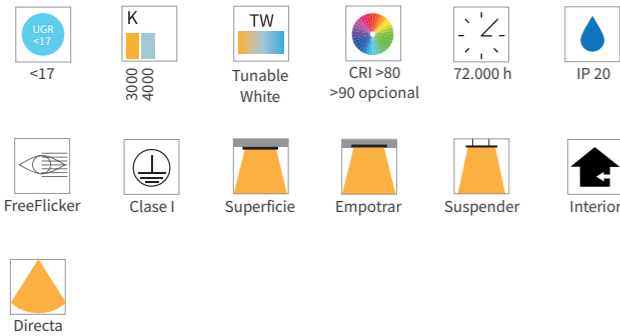 UGR
<17
<17
K
3000
4000
TW
Tunable
White
CRI >80
>90 opcional
72.000 h
IP 20
FreeFlicker
Clase I
Superficie
Empotrar
Suspender
Interior
Directa